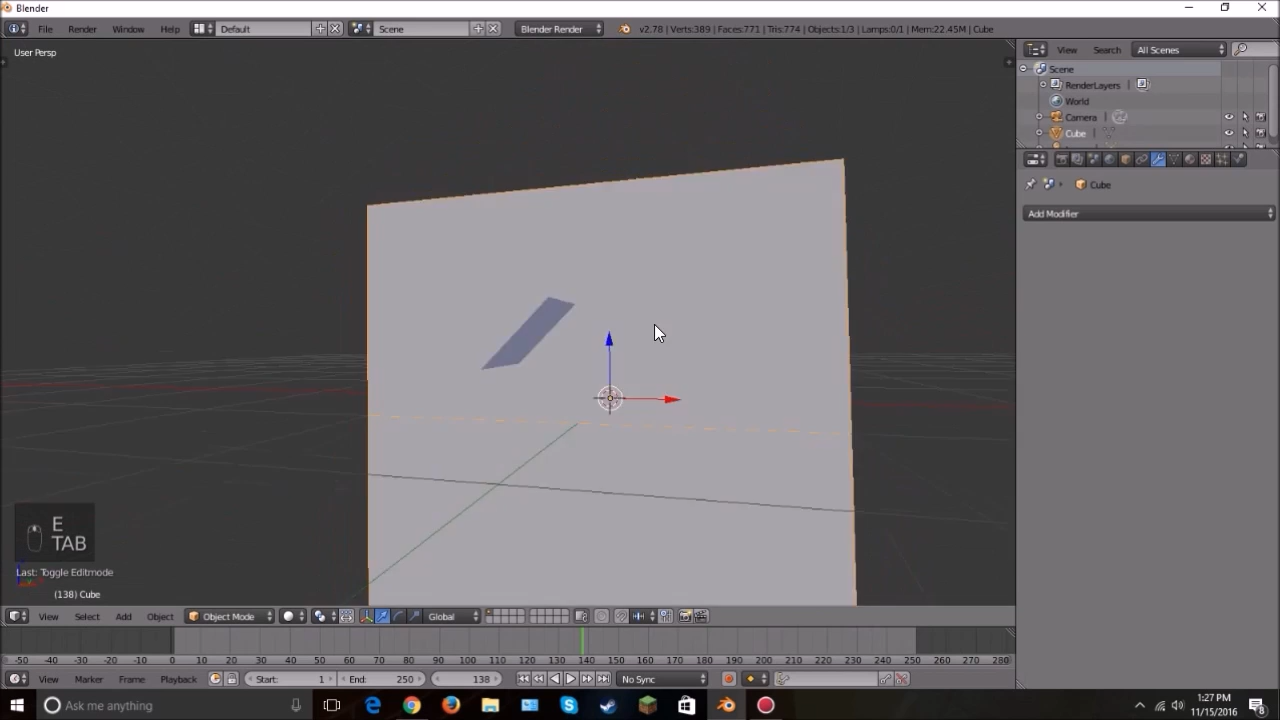 Blender
File Render Window Help Default Scene Blender Render v2.78 | Verts:389 | Faces:771 | Tris:774 | Objects:1/3 | Lamps:0/1 | Mem:22.45M | Cube
View Search All Scenes
User Persp
Scene
RenderLayers
World
Camera
Cube
Cube
Add Modifier
E
TAB
Last: Toggle Editmode
(138) Cube
View Select Add Object Object Mode Global
-50 -40 -30 -20 -10 0 10 20 30 40 50 60 70 80 90 100 110 120 130 140 150 160 170 180 190 200 210 220 230 240 250 260 270 280
View Marker Frame Playback Start: 1 End: 250 138 No Sync
Ask me anything
1:27 PM
11/15/2016
8